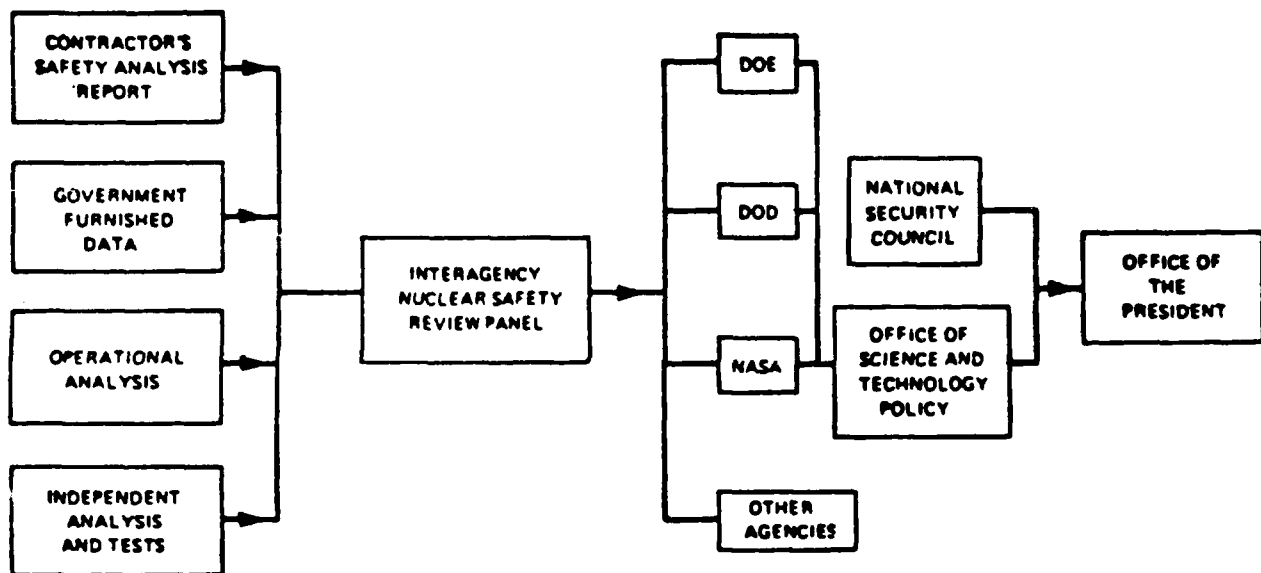 CONTRACTOR'S
SAFETY ANALYSIS
REPORT
GOVERNMENT
FURNISHED
DATA
OPERATIONAL
ANALYSIS
INDEPENDENT
ANALYSIS
AND TESTS
INTERAGENCY
NUCLEAR SAFETY
REVIEW PANEL
DOE
DOD
NASA
OTHER
AGENCIES
NATIONAL
SECURITY
COUNCIL
OFFICE OF
SCIENCE AND
TECHNOLOGY
POLICY
OFFICE OF
THE
PRESIDENT